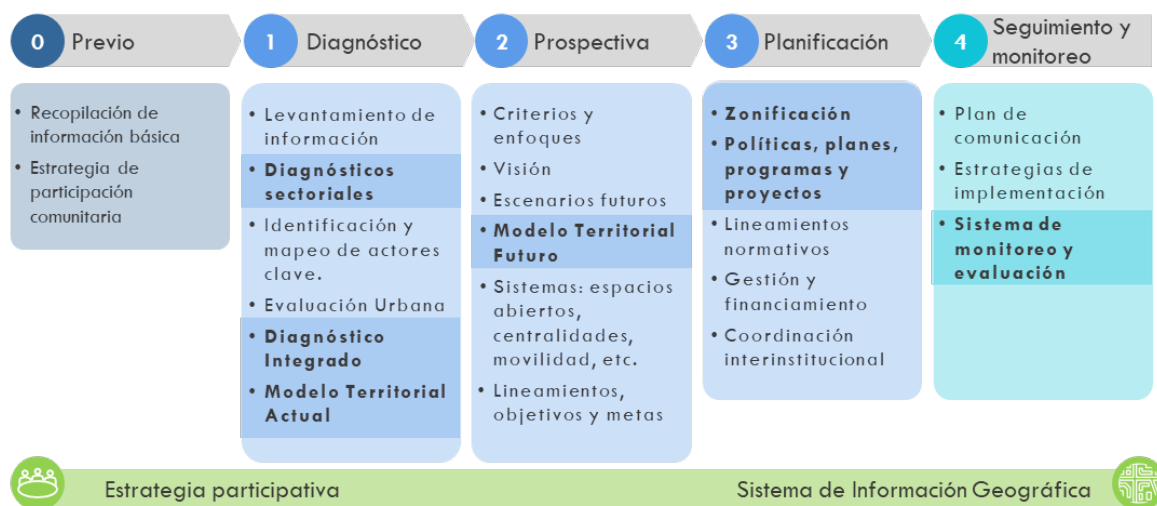 0 Previo
1 Diagnóstico
2 Prospectiva
3 Planificación
4 Seguimiento y
monitoreo
• Recopilación de
información básica
• Estrategia de
participación
comunitaria
• Levantamiento de
información
• Diagnósticos
sectoriales
• Identificación y
mapeo de actores
clave.
• Evaluación Urbana
• Diagnóstico
Integrado
• Modelo Territorial
Actual
• Criterios y
enfoques
• Visión
• Escenarios futuros
• Modelo Territorial
Futuro
• Sistemas: espacios
abiertos,
centralidades,
movilidad, etc.
• Lineamientos,
objetivos y metas
• Zonificación
• Políticas, planes,
programas y
proyectos
• Lineamientos
normativos
• Gestión y
financiamiento
• Coordinación
interinstitucional
• Plan de
comunicación
• Estrategias de
implementación
• Sistema de
monitoreo y
evaluación
Estrategia participativa
Sistema de Información Geográfica